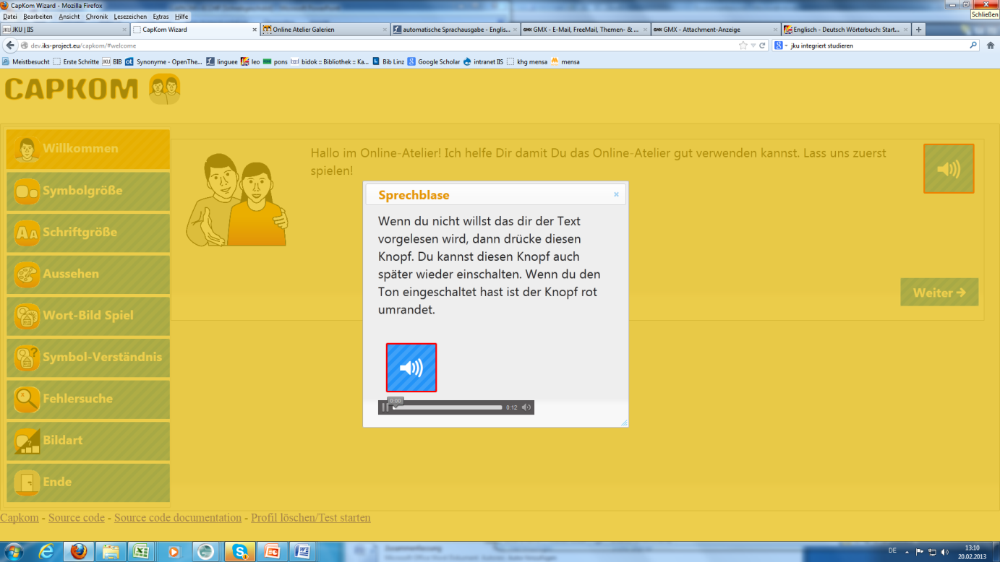 CapKom Wizard - Mozilla Firefox
Datei Bearbeiten Ansicht Chronik Lesezeichen Extras Hilfe
Schließen
JKU JKU | IIS
CapKom Wizard
Online Atelier Galerien
automatische Sprachausgabe - Englis...
GMX GMX - E-Mail, FreeMail, Themen- & ...
GMX GMX - Attachment-Anzeige
Englisch - Deutsch Wörterbuch: Start...
dev.iks-project.eu/capkom/#welcome
jku integriert studieren
Meistbesucht Erste Schritte JKU BIB ot Synonyme - OpenThe... linguee leo pons bidok :: Bibliothek :: Ka... L Bib Linz Google Scholar intranet IIS khg mensa mensa
CAPKOM
Willkommen
Symbolgröße
Schriftgröße
Aussehen
Wort-Bild Spiel
Symbol-Verständnis
Fehlersuche
Bildart
Ende
Hallo im Online-Atelier! Ich helfe Dir damit Du das Online-Atelier gut verwenden kannst. Lass uns zuerst
spielen!
Weiter
Sprechblase
Wenn du nicht willst das dir der Text
vorgelesen wird, dann drücke diesen
Knopf. Du kannst diesen Knopf auch
später wieder einschalten. Wenn du den
Ton eingeschaltet hast ist der Knopf rot
umrandet.
0:00
0:12
Capkom - Source code - Source code documentation - Profil löschen/Test starten
Zusammenfassung
DE
13:10
20.02.2013